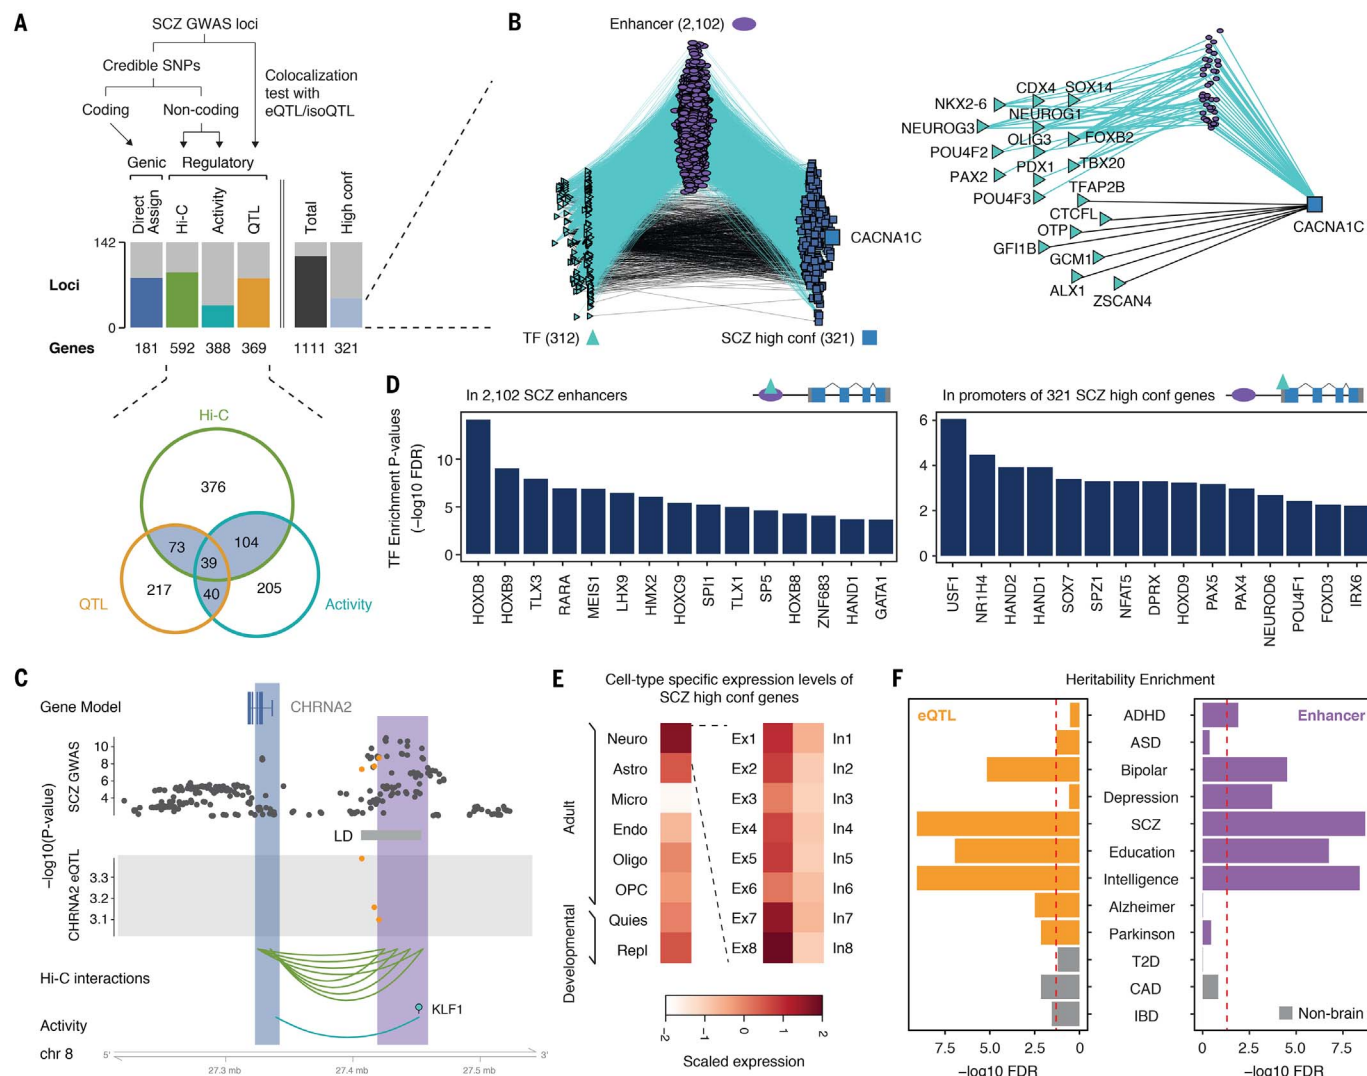 A
SCZ GWAS loci
Credible SNPs
Coding
Non-coding
Colocalization
test with
eQTL/isoQTL
Genic
Regulatory
Direct
Assign
Hi-C
Activity
QTL
Total
High conf
142
Loci
0
Genes
181
592
388
369
1111
321
Hi-C
376
73
104
39
217
40
205
QTL
Activity
B
Enhancer (2,102)
CACNA1C
TF (312)
SCZ high conf (321)
CDX4
SOX14
NKX2-6
NEUROG1
NEUROG3
OLIG3
FOXB2
POU4F2
PDX1
TBX20
PAX2
POU4F3
TFAP2B
CTCFL
OTP
GFI1B
GCM1
ALX1
ZSCAN4
CACNA1C
D
In 2,102 SCZ enhancers
TF Enrichment P-values
(−log10 FDR)
10
5
0
HOXD8
HOXB9
TLX3
RARA
MEIS1
LHX9
HMX2
HOXC9
SPI1
TLX1
SP5
HOXB8
ZNF683
HAND1
GATA1
In promoters of 321 SCZ high conf genes
6
4
2
0
USF1
NR1H4
HAND2
HAND1
SOX7
SPZ1
NFAT5
DPRX
HOXD9
PAX5
PAX4
NEUROD6
POU4F1
FOXD3
IRX6
C
Gene Model
CHRNA2
−log10(P-value)
SCZ GWAS
10
8
6
4
LD
CHRNA2 eQTL
3.3
3.2
3.1
Hi-C interactions
KLF1
Activity
chr 8
5'
3'
27.3 mb
27.4 mb
27.5 mb
E
Cell-type specific expression levels of
SCZ high conf genes
Adult
Developmental
Neuro
Astro
Micro
Endo
Oligo
OPC
Quies
Repl
Ex1
Ex2
Ex3
Ex4
Ex5
Ex6
Ex7
Ex8
In1
In2
In3
In4
In5
In6
In7
In8
−2
−1
0
1
2
Scaled expression
F
Heritability Enrichment
eQTL
Enhancer
ADHD
ASD
Bipolar
Depression
SCZ
Education
Intelligence
Alzheimer
Parkinson
T2D
CAD
IBD
Non-brain
7.5
5.0
2.5
0
−log10 FDR
0
2.5
5.0
7.5
−log10 FDR